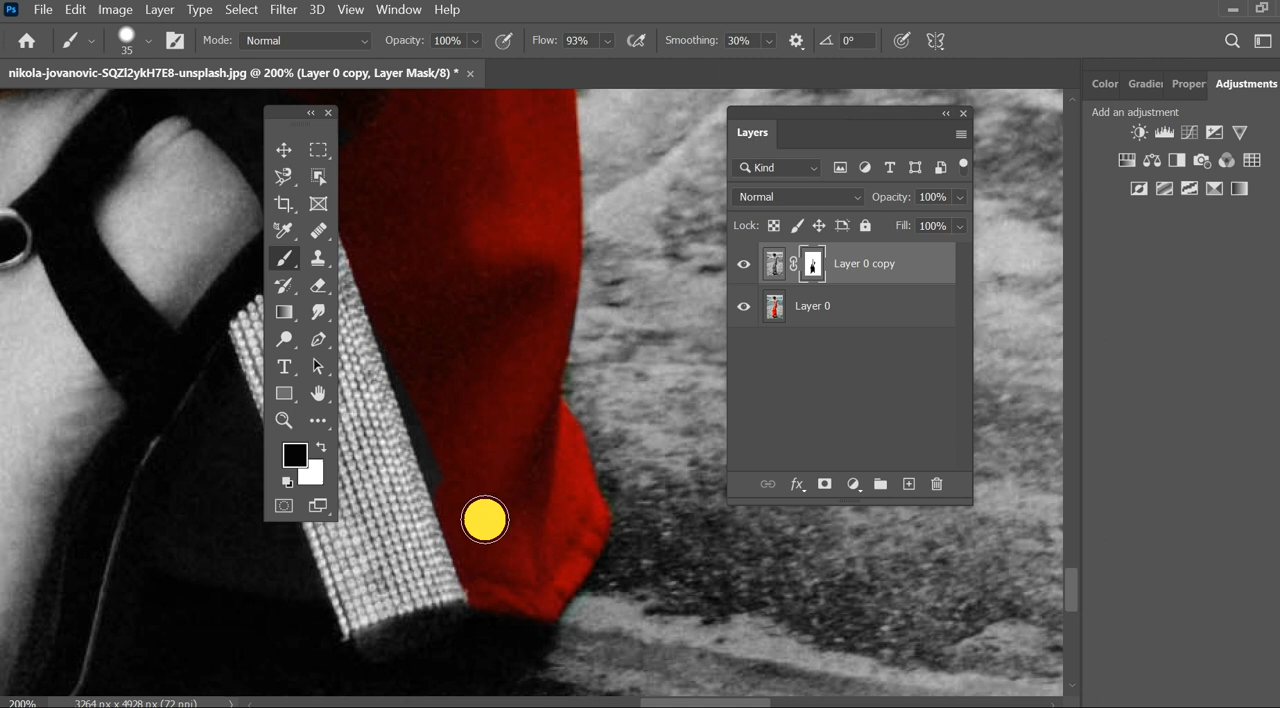 Ps File Edit Image Layer Type Select Filter 3D View Window Help
35 Mode: Normal Opacity: 100% Flow: 93% Smoothing: 30% 0°
nikola-jovanovic-SQZl2ykH7E8-unsplash.jpg @ 200% (Layer 0 copy, Layer Mask/8) * ×
Color Gradie Proper Adjustments
Add an adjustment
Layers
Kind
Normal Opacity: 100%
Lock: Fill: 100%
Layer 0 copy
Layer 0
fx
200% 3264 px x 4928 px (72 ppi)